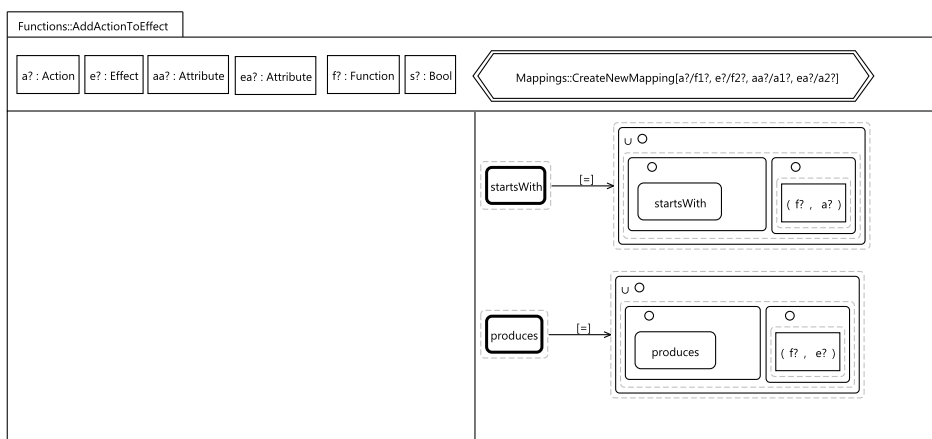 Functions::AddActionToEffect
a? : Action
e? : Effect
aa? : Attribute
ea? : Attribute
f? : Function
s? : Bool
Mappings::CreateNewMapping[a?/f1?, e?/f2?, aa?/a1?, ea?/a2?]
∪
startsWith
[=]
startsWith
( f? , a? )
∪
produces
[=]
produces
( f? , e? )